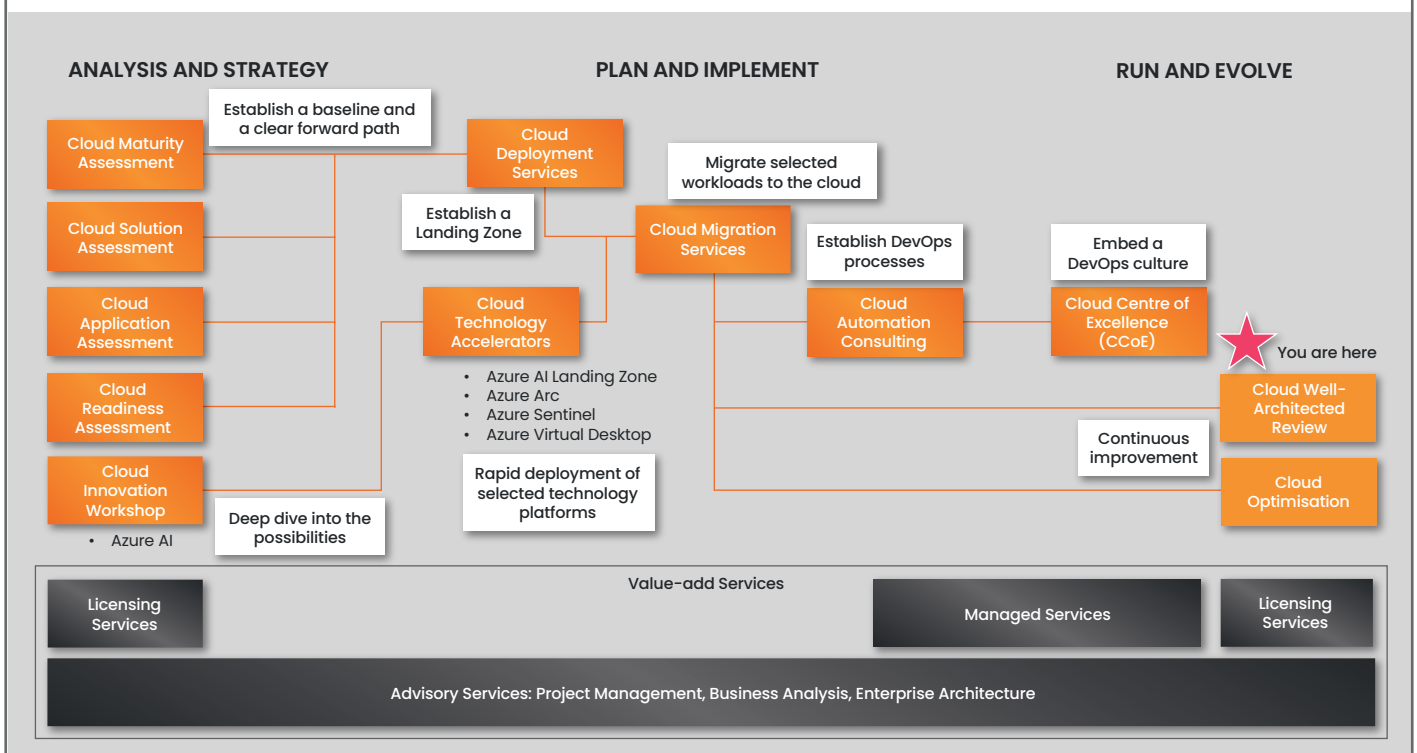 ANALYSIS AND STRATEGY
PLAN AND IMPLEMENT
RUN AND EVOLVE
Establish a baseline and
a clear forward path
Cloud Maturity
Assessment
Cloud Solution
Assessment
Cloud
Application
Assessment
Cloud
Readiness
Assessment
Cloud
Innovation
Workshop
• Azure AI
Deep dive into the
possibilities
Cloud
Deployment
Services
Establish a
Landing Zone
Cloud
Technology
Accelerators
• Azure AI Landing Zone
• Azure Arc
• Azure Sentinel
• Azure Virtual Desktop
Rapid deployment of
selected technology
platforms
Migrate selected
workloads to the cloud
Cloud Migration
Services
Establish DevOps
processes
Cloud
Automation
Consulting
Embed a
DevOps culture
Cloud Centre of
Excellence
(CCoE)
You are here
Cloud Well-
Architected
Review
Continuous
improvement
Cloud
Optimisation
Value-add Services
Licensing
Services
Managed Services
Licensing
Services
Advisory Services: Project Management, Business Analysis, Enterprise Architecture